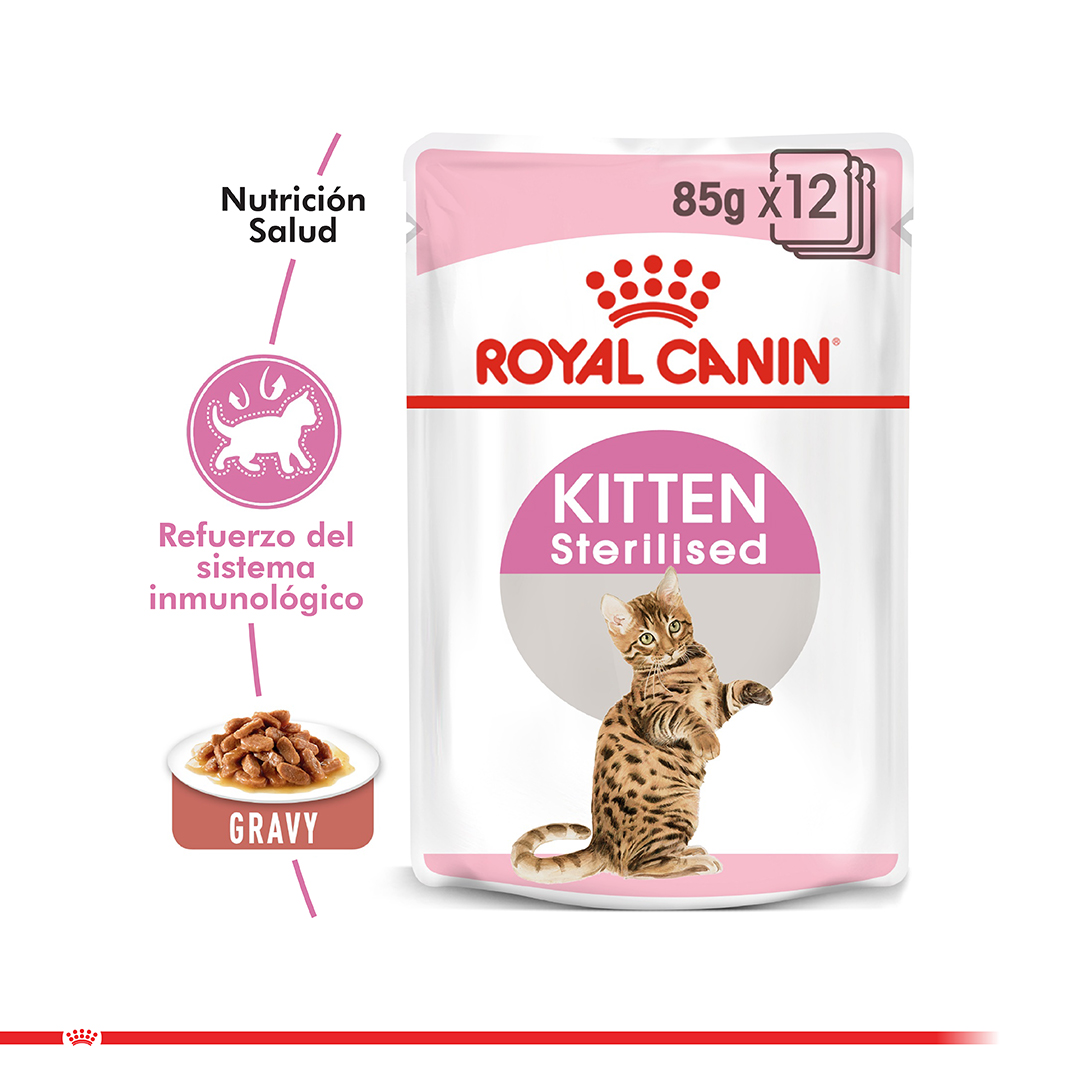 Nutrición
Salud
Refuerzo del
sistema
inmunológico
GRAVY
85g x12
ROYAL CANIN®
KITTEN
Sterilised